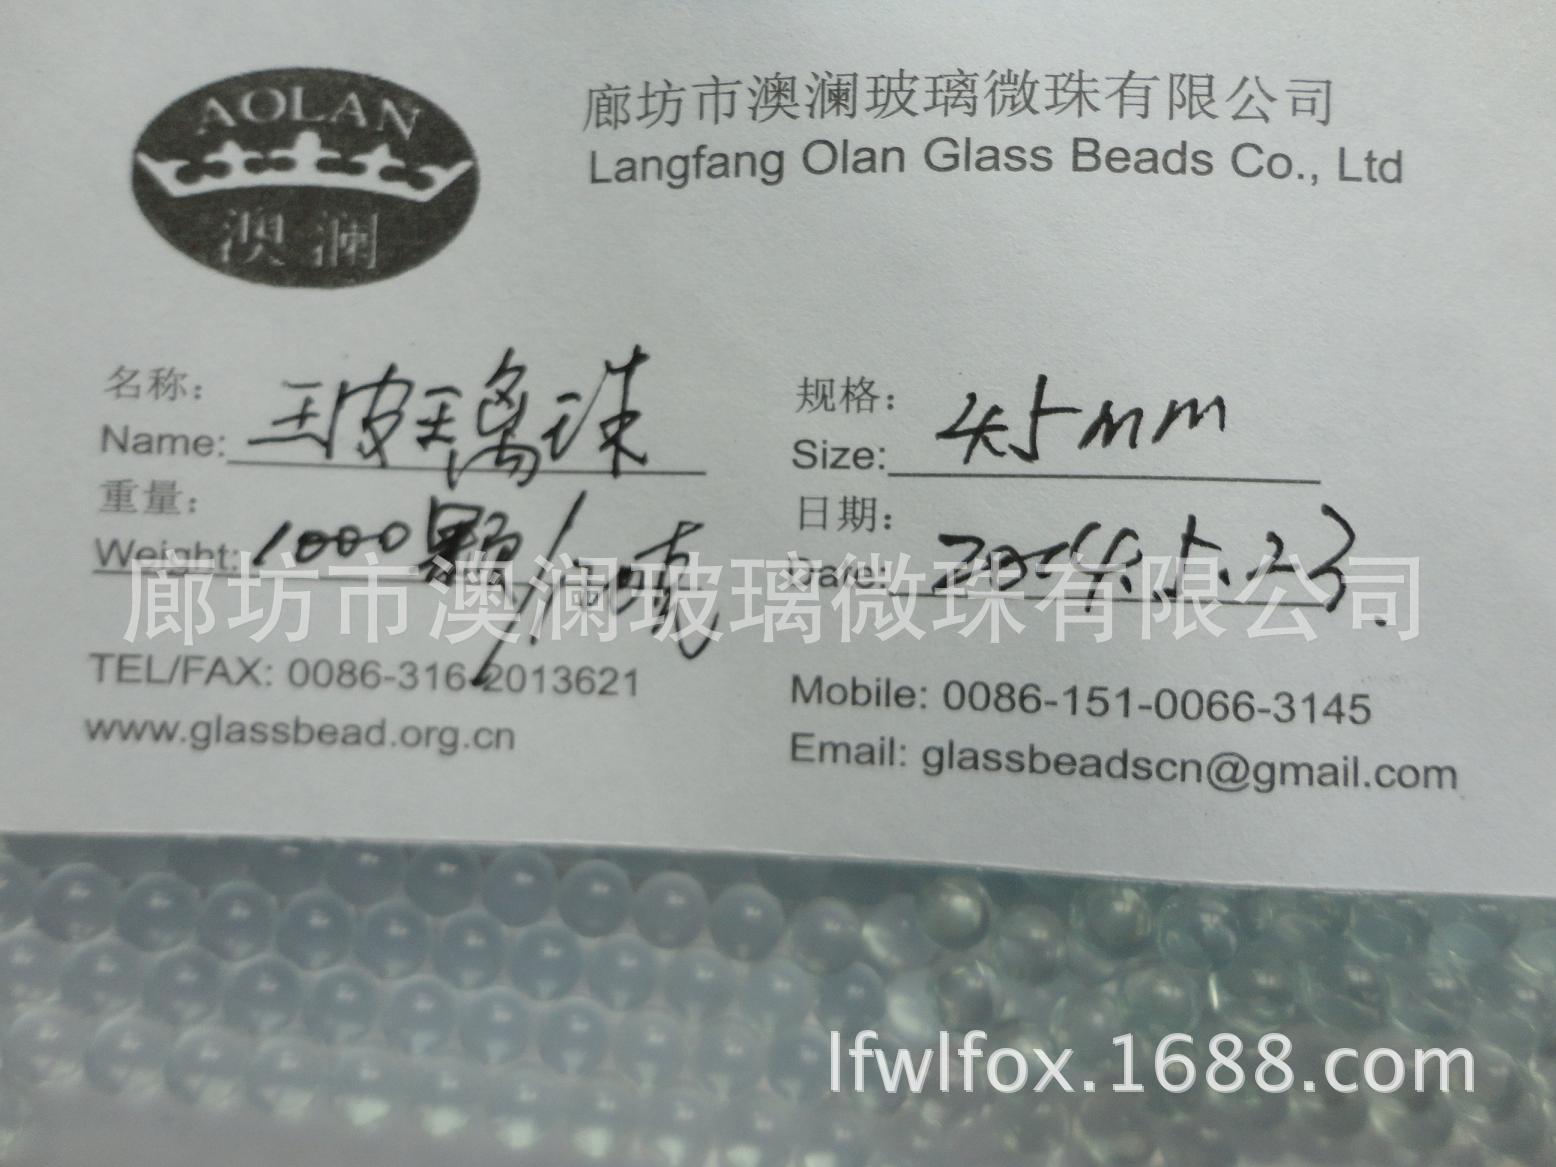 AOLAN
澳澜
廊坊市澳澜玻璃微珠有限公司
Langfang Olan Glass Beads Co., Ltd
名称：
Name: 玻璃珠
规格：
Size: 4.5mm
重量：
Weight: 1000颗/
日期：
Date: 2014.5.23.
廊坊市澳澜玻璃微珠有限公司
TEL/FAX: 0086-316-2013621
Mobile: 0086-151-0066-3145
www.glassbead.org.cn
Email: glassbeadscn@gmail.com
lfwlfox.1688.com